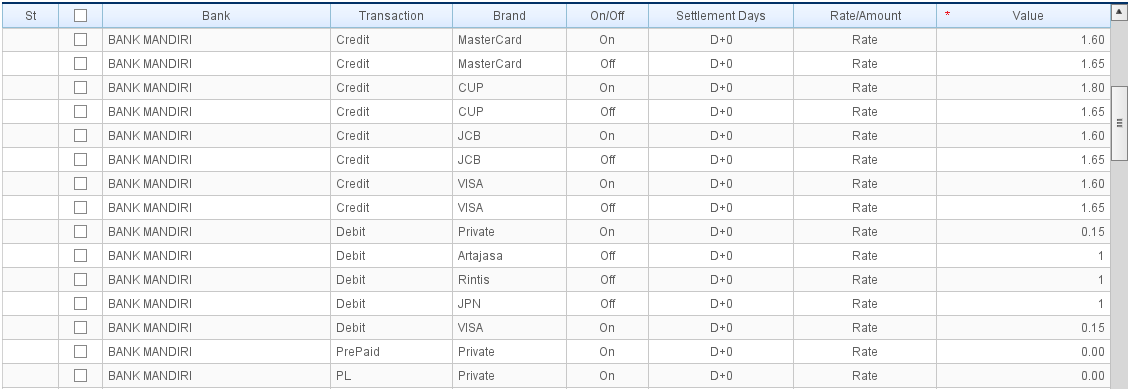 St Bank Transaction Brand On/Off Settlement Days Rate/Amount * Value
BANK MANDIRI Credit MasterCard On D+0 Rate 1.60
BANK MANDIRI Credit MasterCard Off D+0 Rate 1.65
BANK MANDIRI Credit CUP On D+0 Rate 1.80
BANK MANDIRI Credit CUP Off D+0 Rate 1.65
BANK MANDIRI Credit JCB On D+0 Rate 1.60
BANK MANDIRI Credit JCB Off D+0 Rate 1.65
BANK MANDIRI Credit VISA On D+0 Rate 1.60
BANK MANDIRI Credit VISA Off D+0 Rate 1.65
BANK MANDIRI Debit Private On D+0 Rate 0.15
BANK MANDIRI Debit Artajasa Off D+0 Rate 1
BANK MANDIRI Debit Rintis Off D+0 Rate 1
BANK MANDIRI Debit JPN Off D+0 Rate 1
BANK MANDIRI Debit VISA On D+0 Rate 0.15
BANK MANDIRI PrePaid Private On D+0 Rate 0.00
BANK MANDIRI PL Private On D+0 Rate 0.00